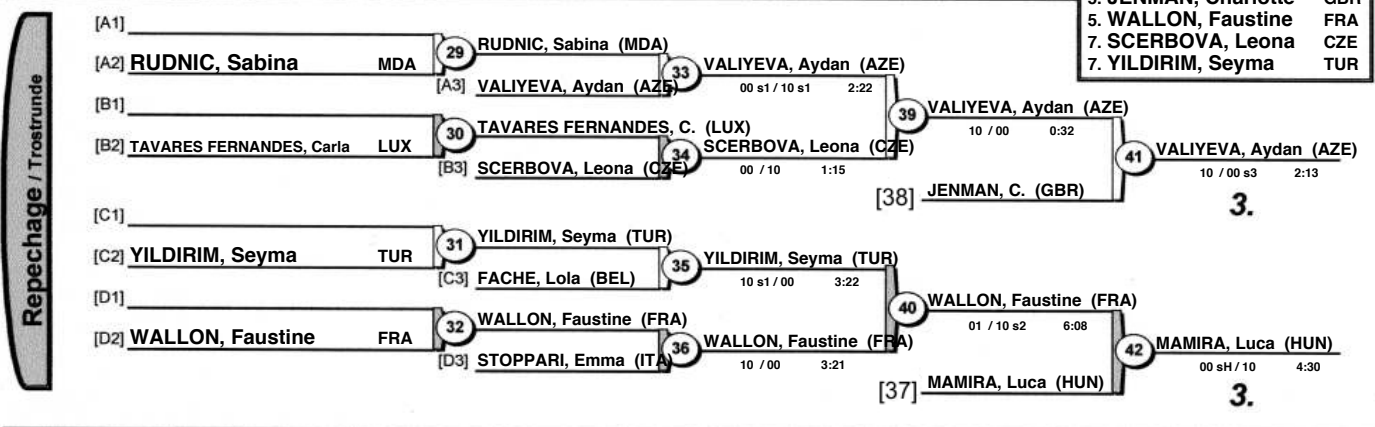 5. JENMAN, Charlotte GBR
5. WALLON, Faustine FRA
7. SCERBOVA, Leona CZE
7. YILDIRIM, Seyma TUR
Repechage / Trostrunde
[A1]
[A2] RUDNIC, Sabina MDA
29
RUDNIC, Sabina (MDA)
[A3] VALIYEVA, Aydan (AZE)
33
VALIYEVA, Aydan (AZE)
00 s1 / 10 s1 2:22
[B1]
[B2] TAVARES FERNANDES, Carla LUX
30
TAVARES FERNANDES, C. (LUX)
[B3] SCERBOVA, Leona (CZE)
34
SCERBOVA, Leona (CZE)
00 / 10 1:15
39
VALIYEVA, Aydan (AZE)
10 / 00 0:32
[38] JENMAN, C. (GBR)
41
VALIYEVA, Aydan (AZE)
10 / 00 s3 2:13
3.
[C1]
[C2] YILDIRIM, Seyma TUR
31
YILDIRIM, Seyma (TUR)
[C3] FACHE, Lola (BEL)
35
YILDIRIM, Seyma (TUR)
10 s1 / 00 3:22
[D1]
[D2] WALLON, Faustine FRA
32
WALLON, Faustine (FRA)
[D3] STOPPARI, Emma (ITA)
36
WALLON, Faustine (FRA)
10 / 00 3:21
40
WALLON, Faustine (FRA)
01 / 10 s2 6:08
[37] MAMIRA, Luca (HUN)
42
MAMIRA, Luca (HUN)
00 sH / 10 4:30
3.